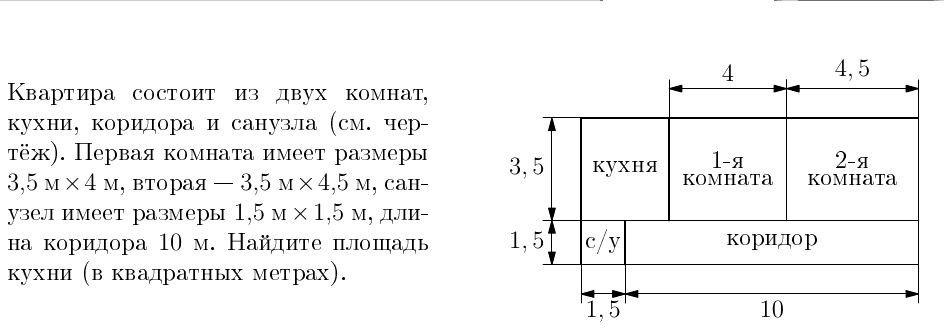 Квартира состоит из двух комнат,
кухни, коридора и санузла (см. чер-
тёж). Первая комната имеет размеры
3,5 м × 4 м, вторая — 3,5 м × 4,5 м, сан-
узел имеет размеры 1,5 м × 1,5 м, дли-
на коридора 10 м. Найдите площадь
кухни (в квадратных метрах).
4
4,5
3,5
кухня
1-я
комната
2-я
комната
1,5
с/у
коридор
1,5
10